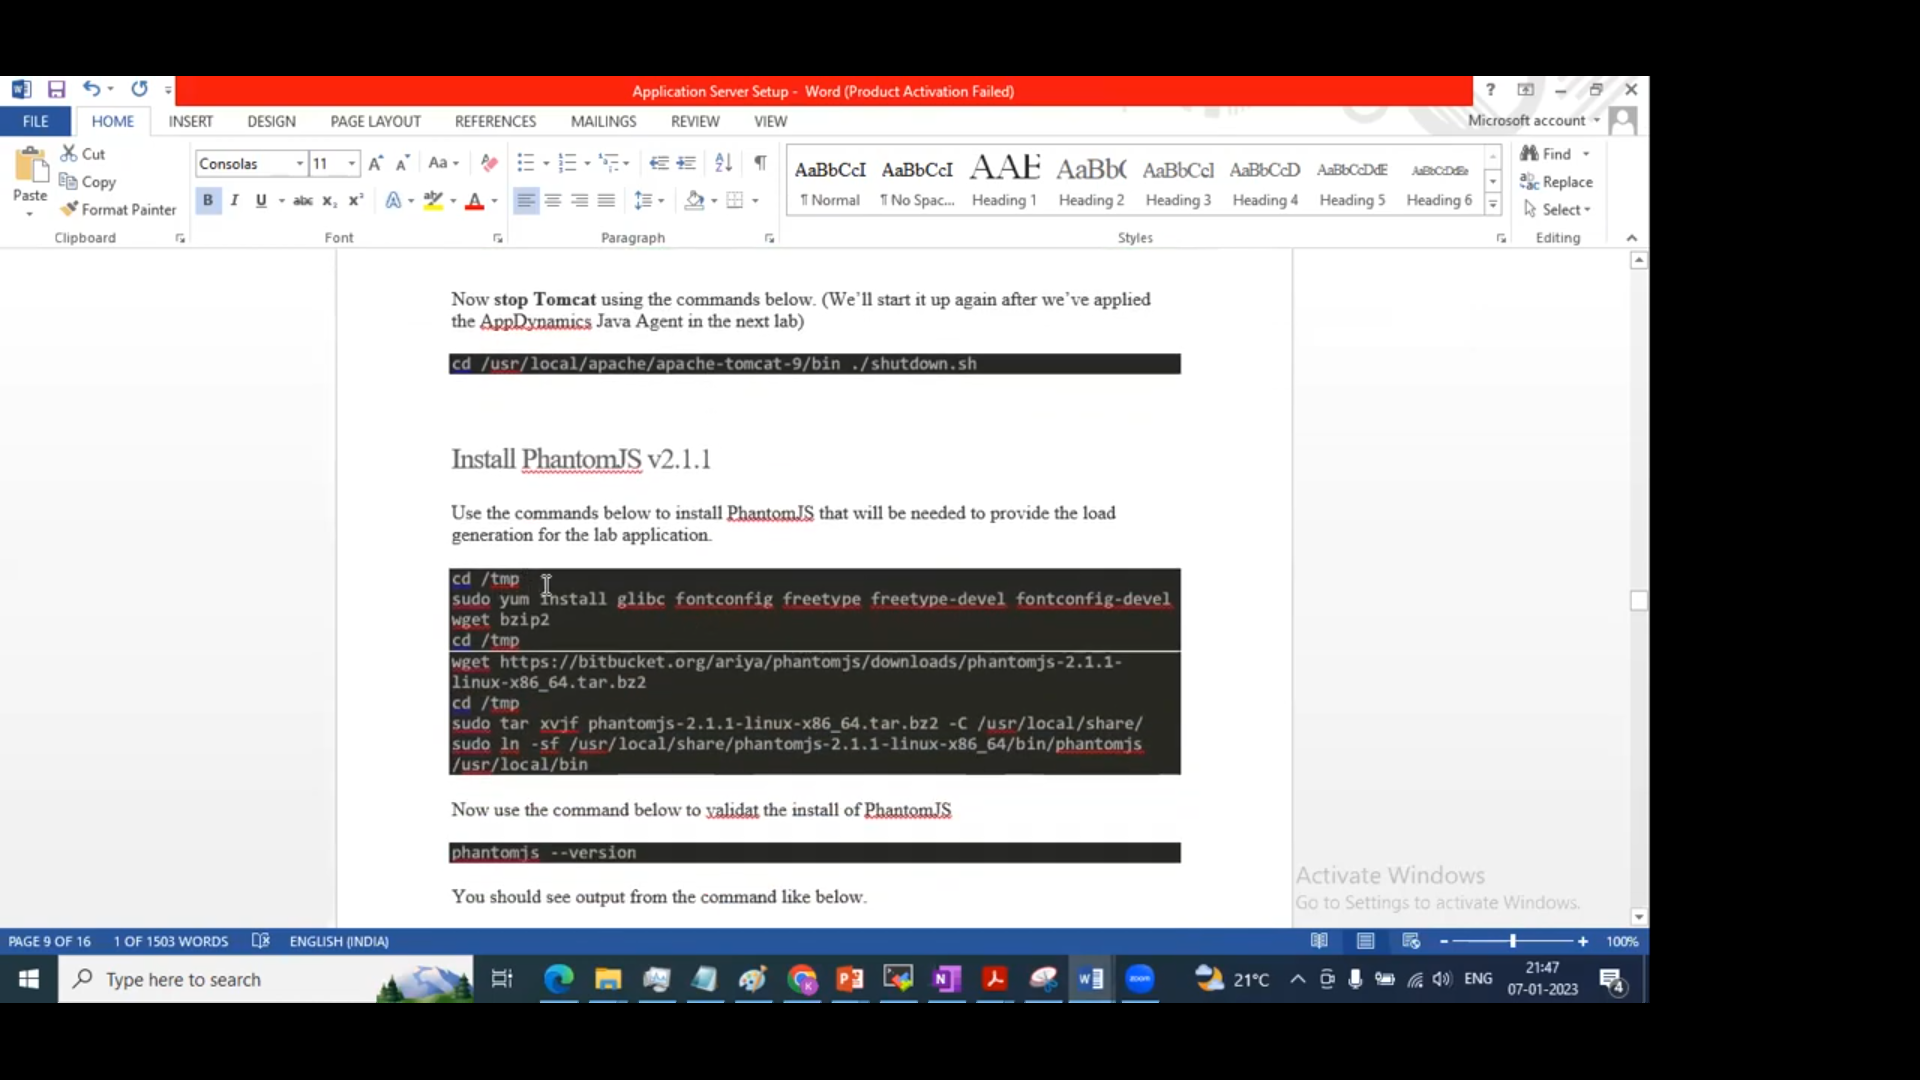 Application Server Setup - Word (Product Activation Failed)
?
FILE HOME INSERT DESIGN PAGE LAYOUT REFERENCES MAILINGS REVIEW VIEW Microsoft account
Paste
Cut
Copy
Format Painter
Clipboard
Consolas 11
Aa
B I U abc x₂ x² A A
Font
Paragraph
AaBbCcI AaBbCcI AAE AaBb( AaBbCcI AaBbCcD AaBbCcDdE AaBbCcDdEe
¶ Normal ¶ No Spac... Heading 1 Heading 2 Heading 3 Heading 4 Heading 5 Heading 6
Styles
Find
Replace
Select
Editing
Now stop Tomcat using the commands below. (We’ll start it up again after we’ve applied
the AppDynamics Java Agent in the next lab)
cd /usr/local/apache/apache-tomcat-9/bin ./shutdown.sh
Install PhantomJS v2.1.1
Use the commands below to install PhantomJS that will be needed to provide the load
generation for the lab application.
cd /tmp
sudo yum install glibc fontconfig freetype freetype-devel fontconfig-devel
wget bzip2
cd /tmp
wget https://bitbucket.org/ariya/phantomjs/downloads/phantomjs-2.1.1-
linux-x86_64.tar.bz2
cd /tmp
sudo tar xvjf phantomjs-2.1.1-linux-x86_64.tar.bz2 -C /usr/local/share/
sudo ln -sf /usr/local/share/phantomjs-2.1.1-linux-x86_64/bin/phantomjs
/usr/local/bin
Now use the command below to validat the install of PhantomJS
phantomjs --version
You should see output from the command like below.
Activate Windows
Go to Settings to activate Windows.
PAGE 9 OF 16 1 OF 1503 WORDS ENGLISH (INDIA) 100%
Type here to search
zoom
21°C
ENG
21:47
07-01-2023
4